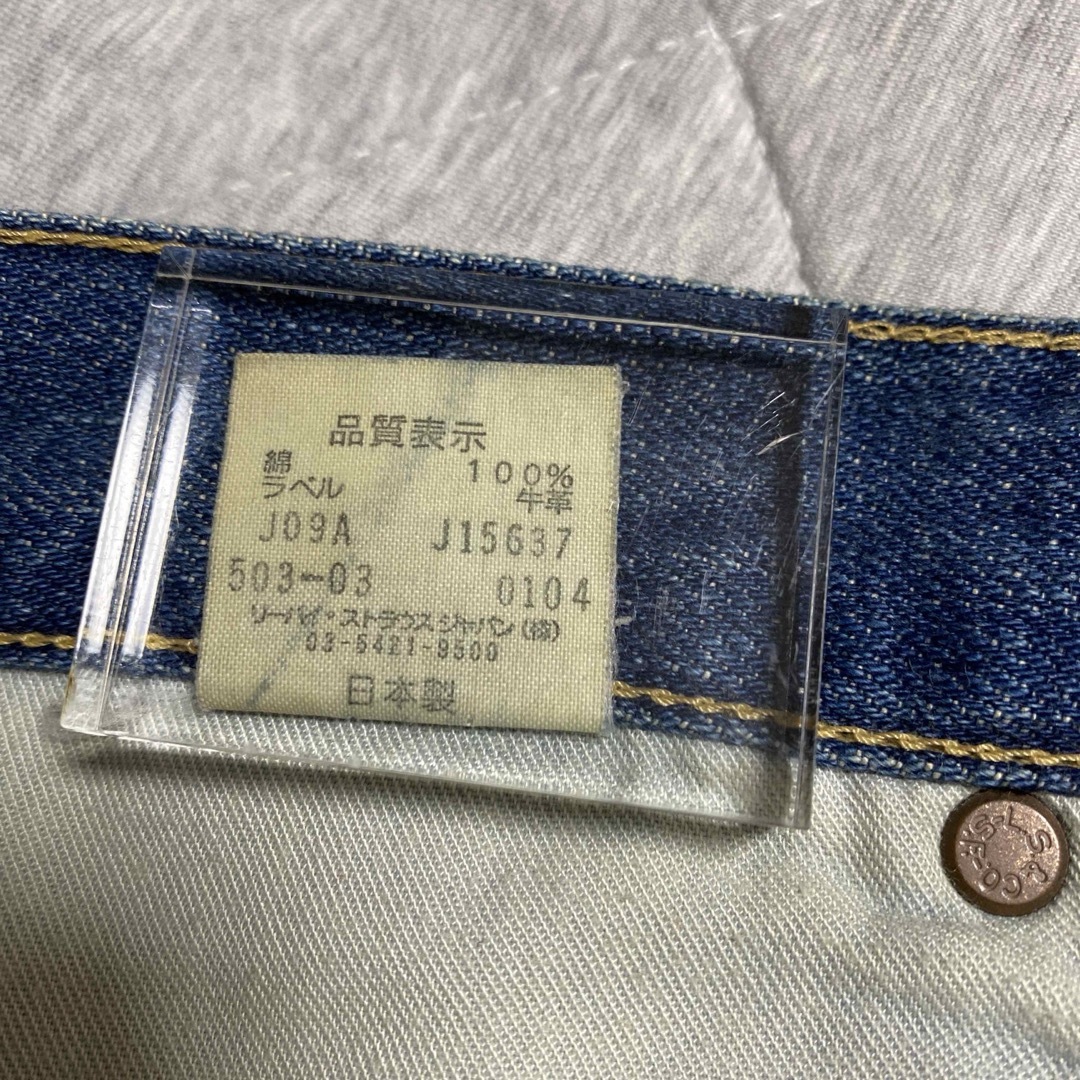 品質表示
綿 100%
ラベル 牛革
J09A J15637
503-03 0104
リーバイ・ストラウス ジャパン(株)
03-5421-9500
日本製
L.S.&CO.S.F.